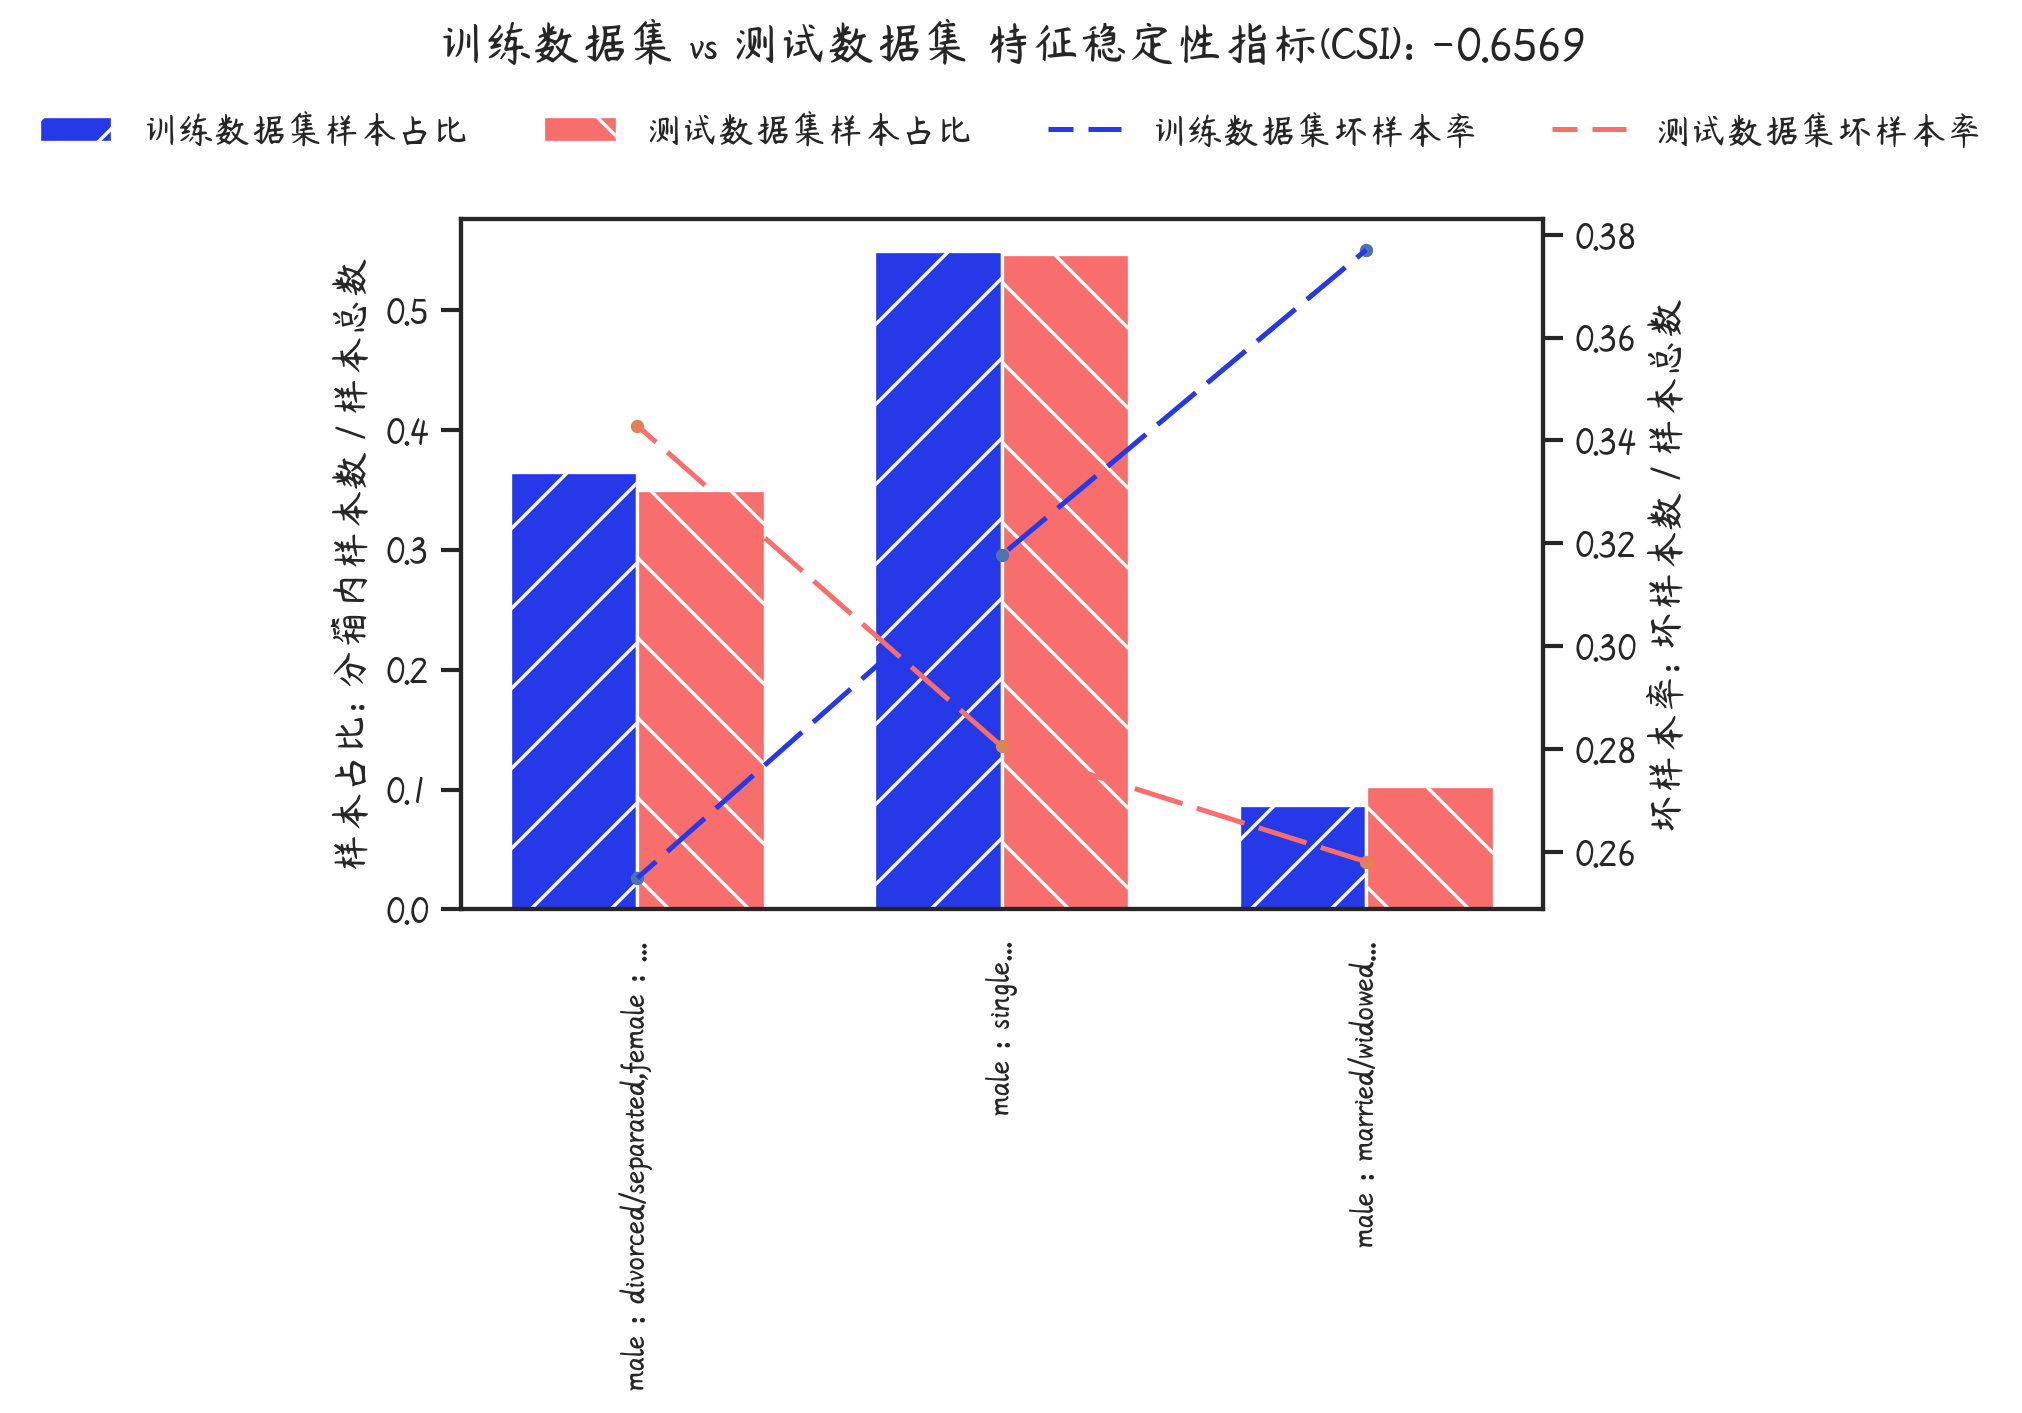 训练数据集 vs 测试数据集 特征稳定性指标(CSI): -0.6569
训练数据集样本占比 测试数据集样本占比 训练数据集坏样本率 测试数据集坏样本率
样本占比: 分箱内样本数 / 样本总数
0.5
0.4
0.3
0.2
0.1
0.0
0.38
0.36
0.34
0.32
0.30
0.28
0.26
坏样本率: 坏样本数 / 样本总数
male : divorced/separated,female : ...
male : single...
male : married/widowed...